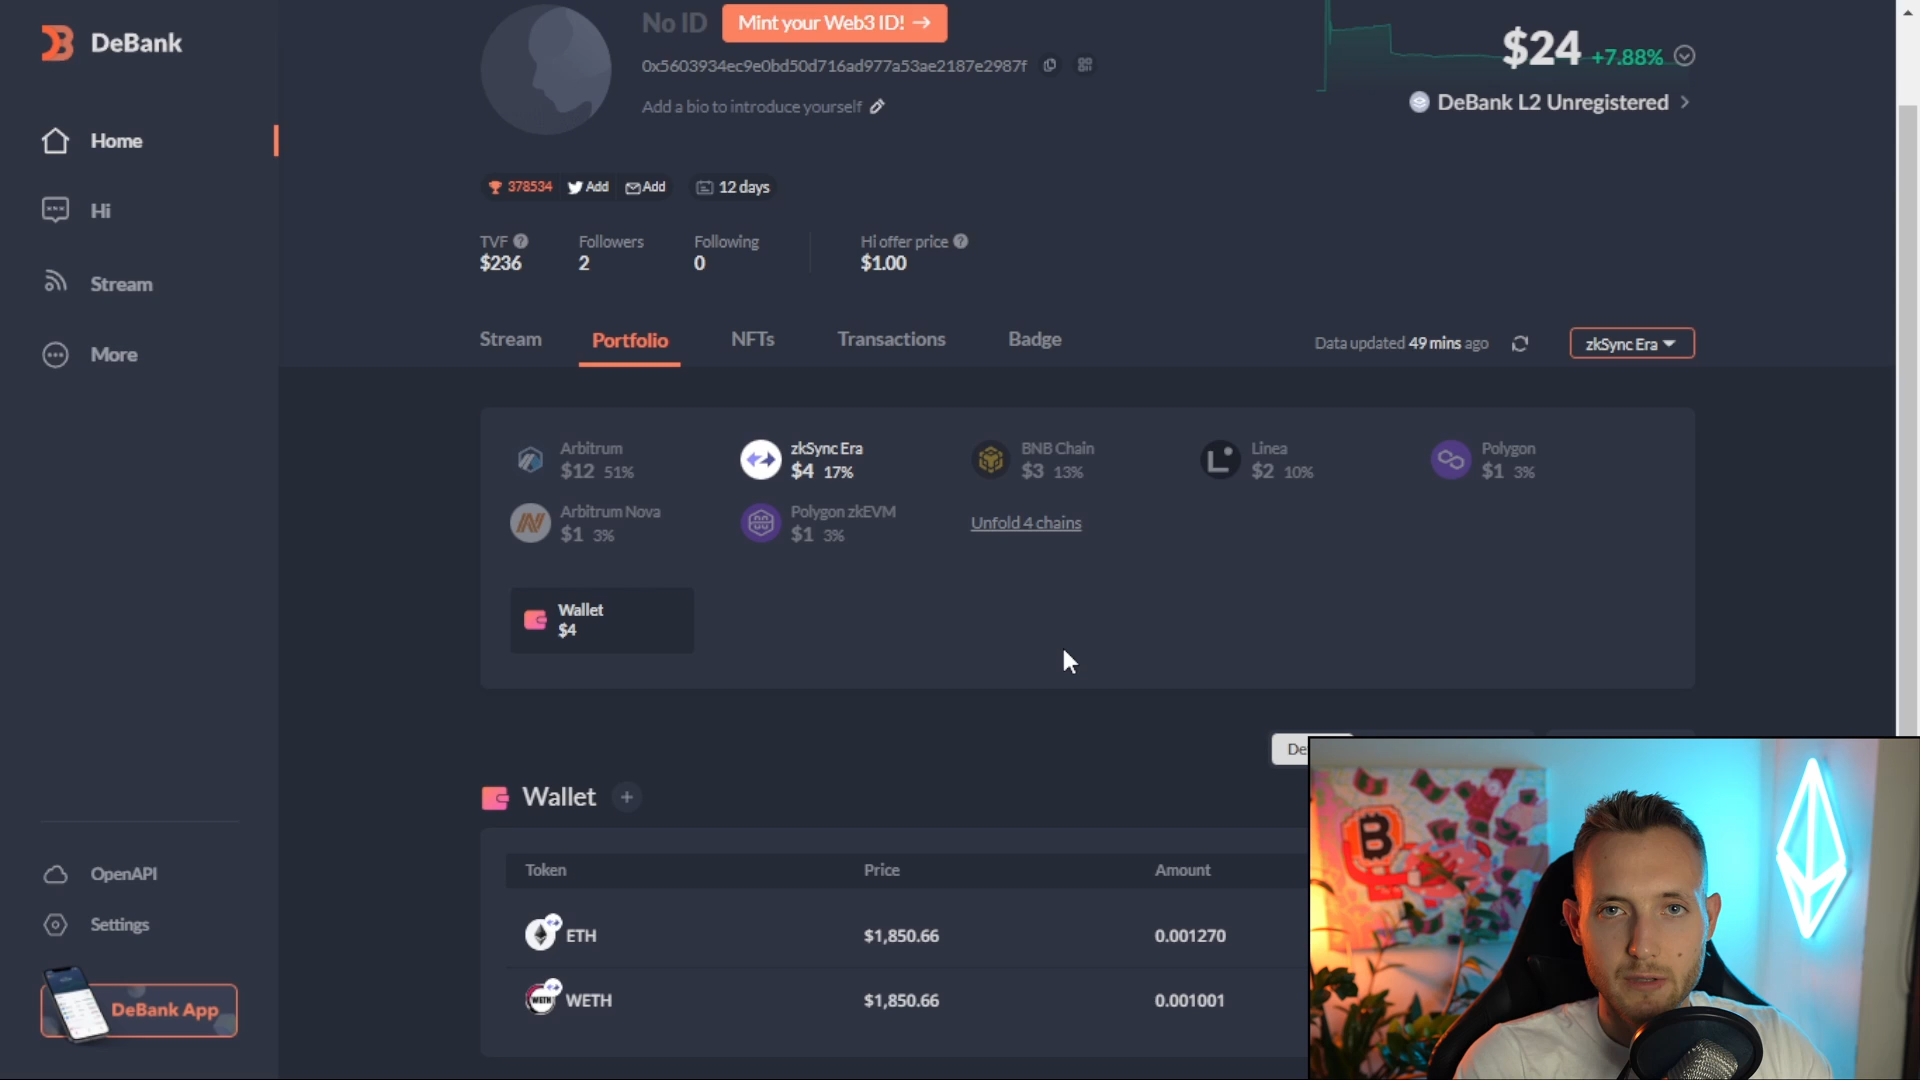 DeBank
Home
Hi
Stream
More
OpenAPI
Settings
DeBank App
No ID
Mint your Web3 ID! →
0x5603934ec9e0bd50d716ad977a53ae2187e2987f
Add a bio to introduce yourself
378534 Add Add 12 days
$24 +7.88%
DeBank L2 Unregistered >
TVF ? Followers Following Hi offer price ?
$236 2 0 $1.00
Stream Portfolio NFTs Transactions Badge
Data updated 49 mins ago
zkSync Era
Arbitrum
$12 51%
zkSync Era
$4 17%
BNB Chain
$3 13%
Linea
$2 10%
Polygon
$1 3%
Arbitrum Nova
$1 3%
Polygon zkEVM
$1 3%
Unfold 4 chains
Wallet
$4
De
Wallet +
Token Price Amount
ETH $1,850.66 0.001270
WETH WETH $1,850.66 0.001001